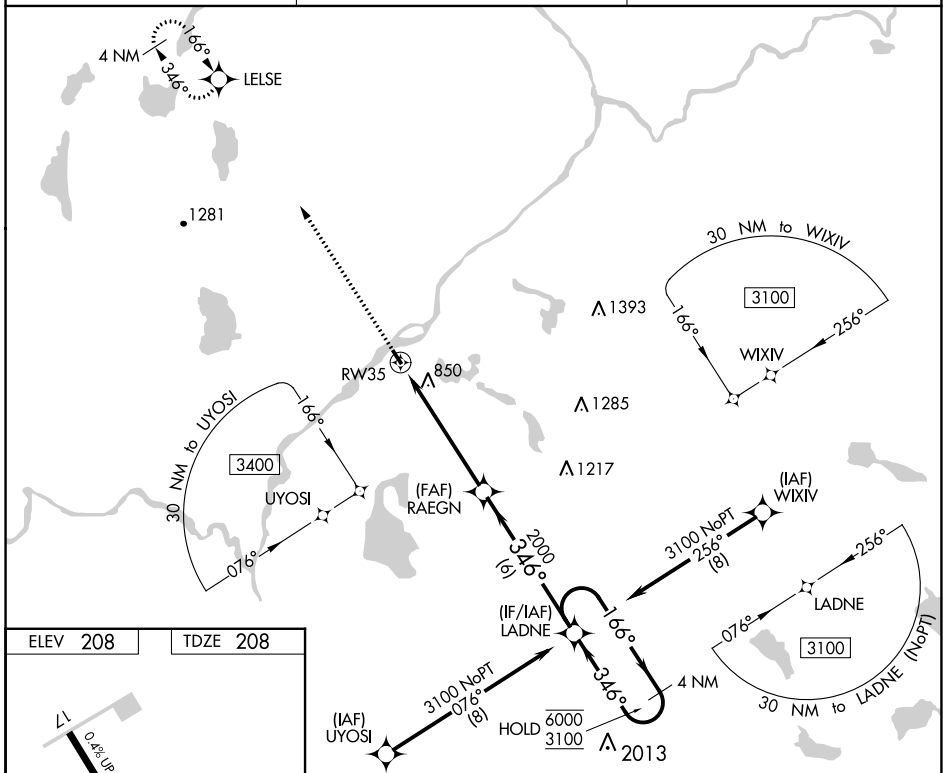 166°
4 NM
346°
LELSE
1281
30 NM to WIXIV
3100
166°
256°
WIXIV
1393
RW35
850
1285
30 NM to UYOSI
166°
3400
UYOSI
076°
1217
(FAF)
RAEGN
(IAF)
WIXIV
3100 NoPT
256°
(8)
2000
346°
(6)
(IF/IAF)
LADNE
166°
346°
4 NM
HOLD 6000
3100
2013
256°
LADNE
076°
3100
30 NM to LADNE (NoPT)
3100 NoPT
076°
(8)
(IAF)
UYOSI
ELEV 208
TDZE 208
17
0.4% UP